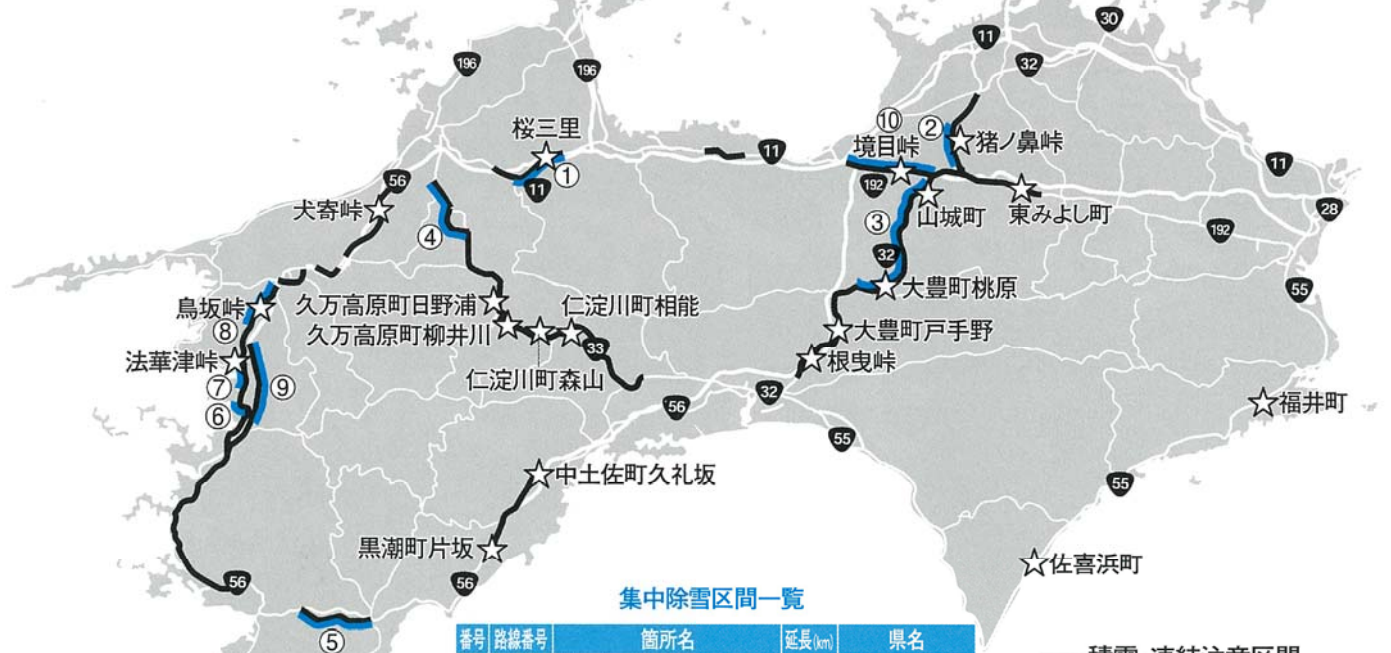 30
11
32
196
196
桜三里
⑩
②
境目峠
猪ノ鼻峠
①
11
11
11
56
192
犬寄峠
山城町
東みよし町
28
③
192
④
32
大豊町桃原
55
鳥坂峠
久万高原町日野浦
仁淀川町相能
⑧
久万高原町柳井川
大豊町戸手野
33
法華津峠
根曳峠
⑦
⑨
仁淀川町森山
32
⑥
56
福井町
55
中土佐町久礼坂
55
黒潮町片坂
佐喜浜町
56
56
集中除雪区間一覧
⑤
番号 路線番号 箇所名 延長(km) 県名